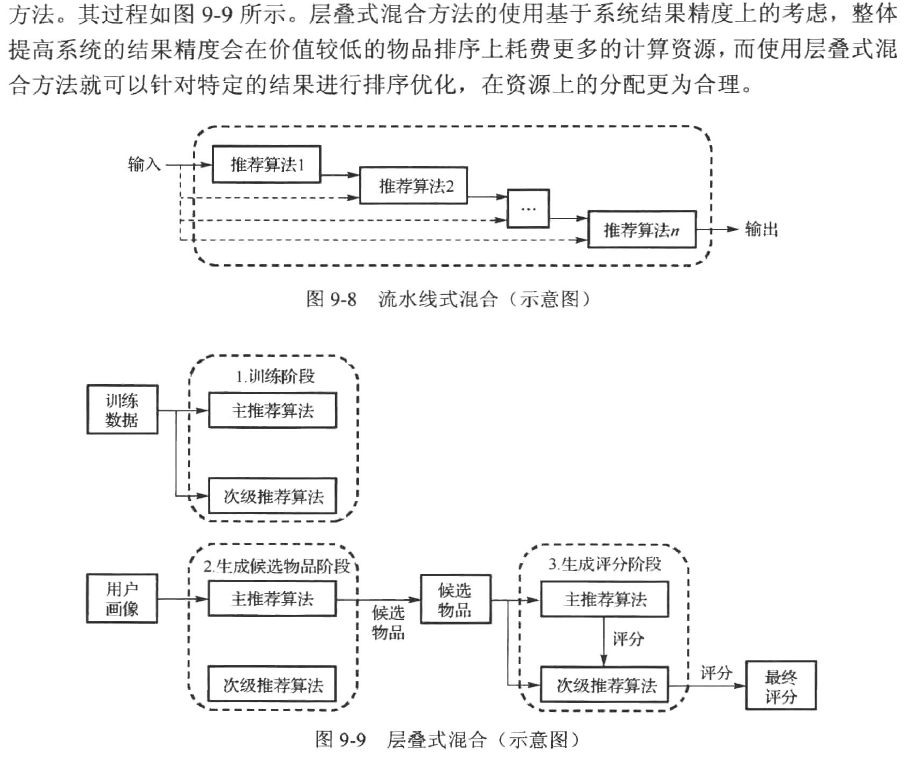 方法。其过程如图 9-9 所示。层叠式混合方法的使用基于系统结果精度上的考虑，整体
提高系统的结果精度会在价值较低的物品排序上耗费更多的计算资源，而使用层叠式混
合方法就可以针对特定的结果进行排序优化，在资源上的分配更为合理。
输入
推荐算法1
推荐算法2
…
推荐算法n
输出
图 9-8 流水线式混合（示意图）
1.训练阶段
训练
数据
主推荐算法
次级推荐算法
2.生成候选物品阶段
用户
画像
主推荐算法
次级推荐算法
候选
物品
候选
物品
3.生成评分阶段
主推荐算法
评分
次级推荐算法
评分
最终
评分
图 9-9 层叠式混合（示意图）